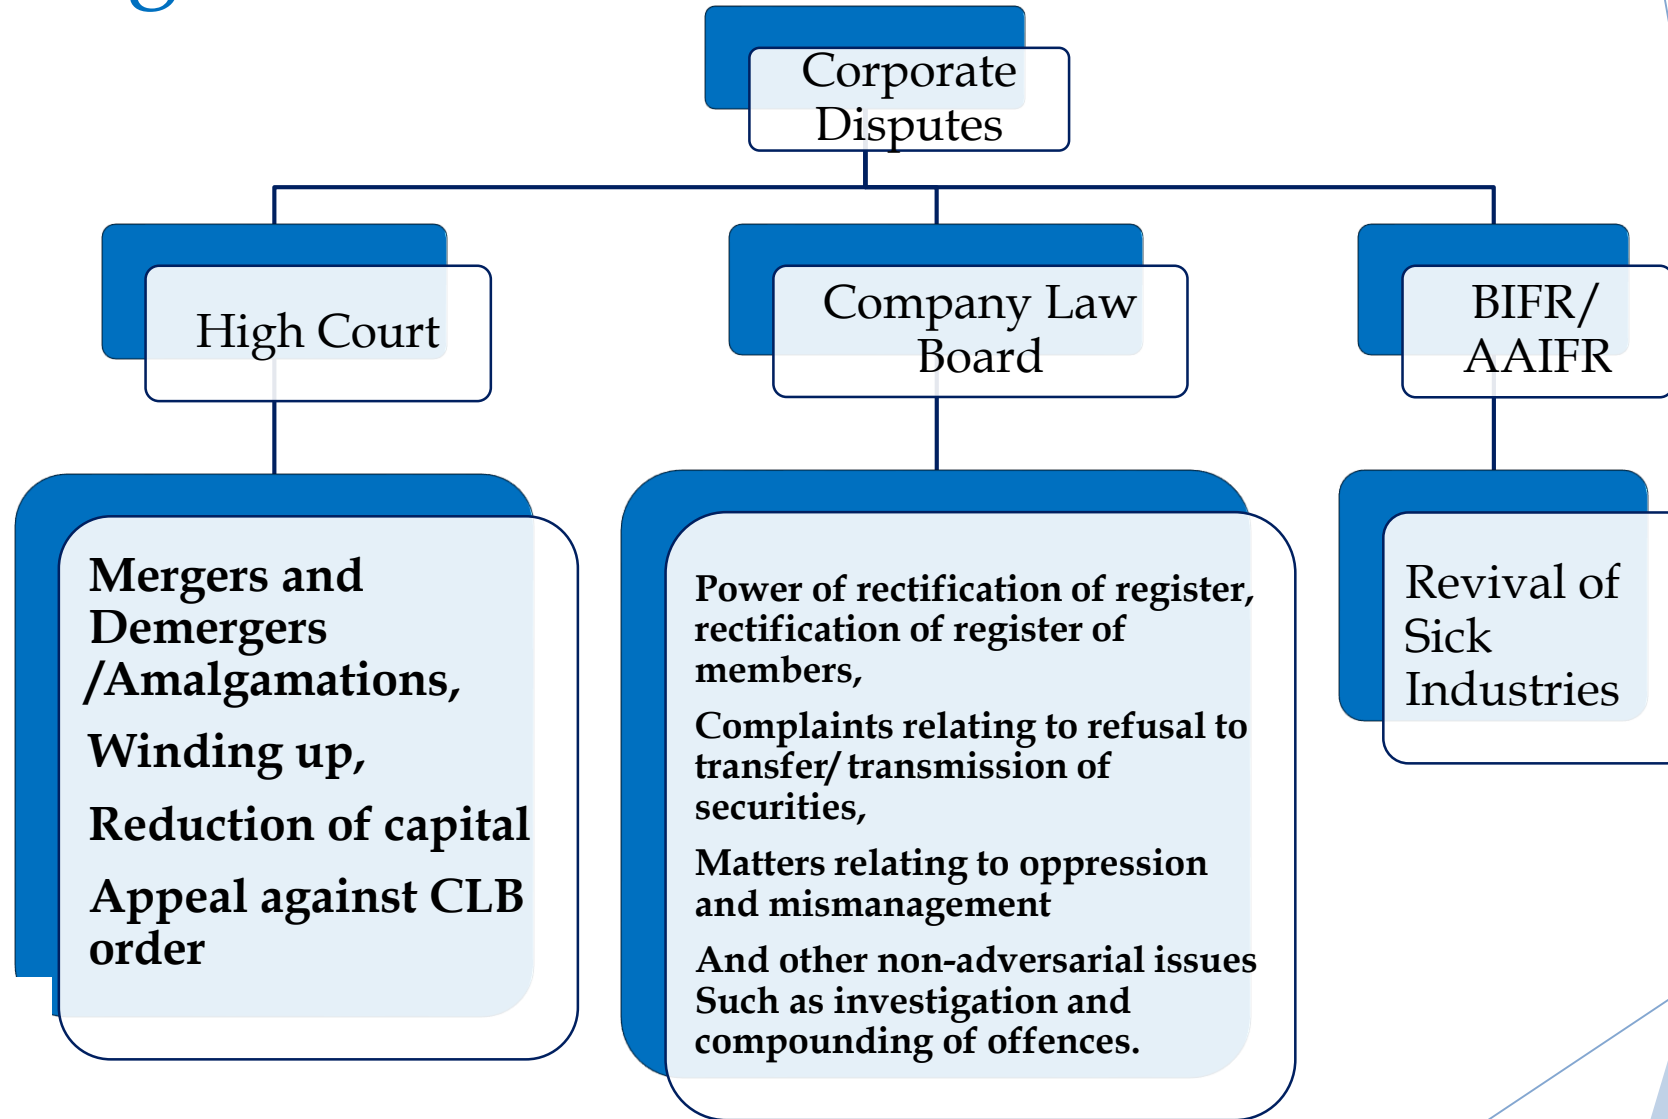 Corporate
Disputes
High Court
Company Law
Board
BIFR/
AAIFR
Mergers and
Demergers
/Amalgamations,
Winding up,
Reduction of capital
Appeal against CLB
order
Power of rectification of register,
rectification of register of
members,
Complaints relating to refusal to
transfer/ transmission of
securities,
Matters relating to oppression
and mismanagement
And other non-adversarial issues
Such as investigation and
compounding of offences.
Revival of
Sick
Industries